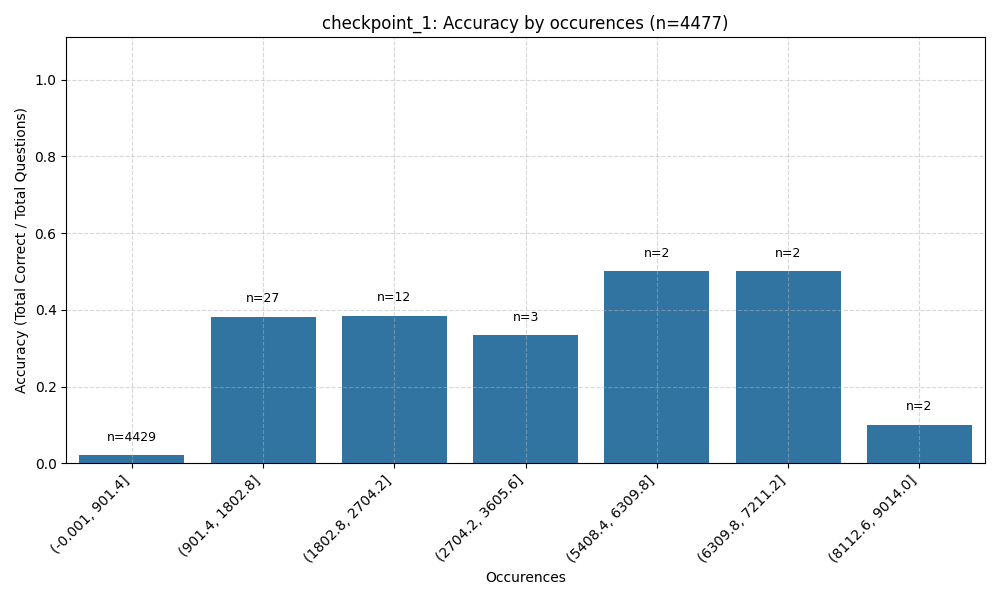 checkpoint_1: Accuracy by occurences (n=4477)
Accuracy (Total Correct / Total Questions)
1.0
0.8
0.6
0.4
0.2
0.0
n=4429
n=27
n=12
n=3
n=2
n=2
n=2
(-0.001, 901.4]
(901.4, 1802.8]
(1802.8, 2704.2]
(2704.2, 3605.6]
(5408.4, 6309.8]
(6309.8, 7211.2]
(8112.6, 9014.0]
Occurences